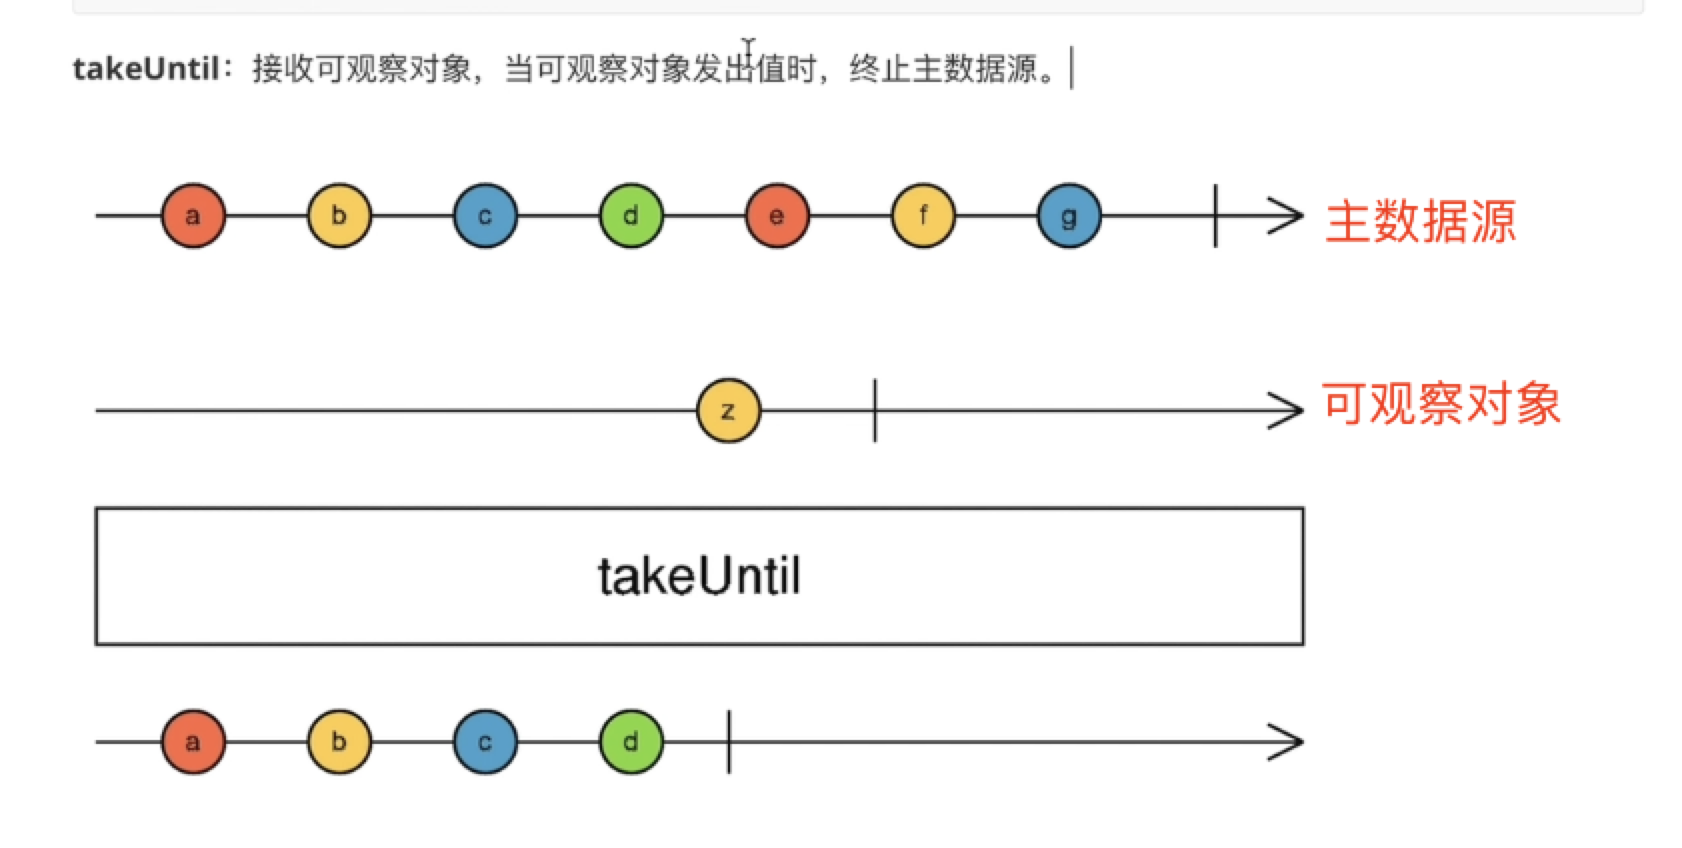 takeUntil：接收可观察对象，当可观察对象发出值时，终止主数据源。
a b c d e f g 主数据源
z 可观察对象
takeUntil
a b c d